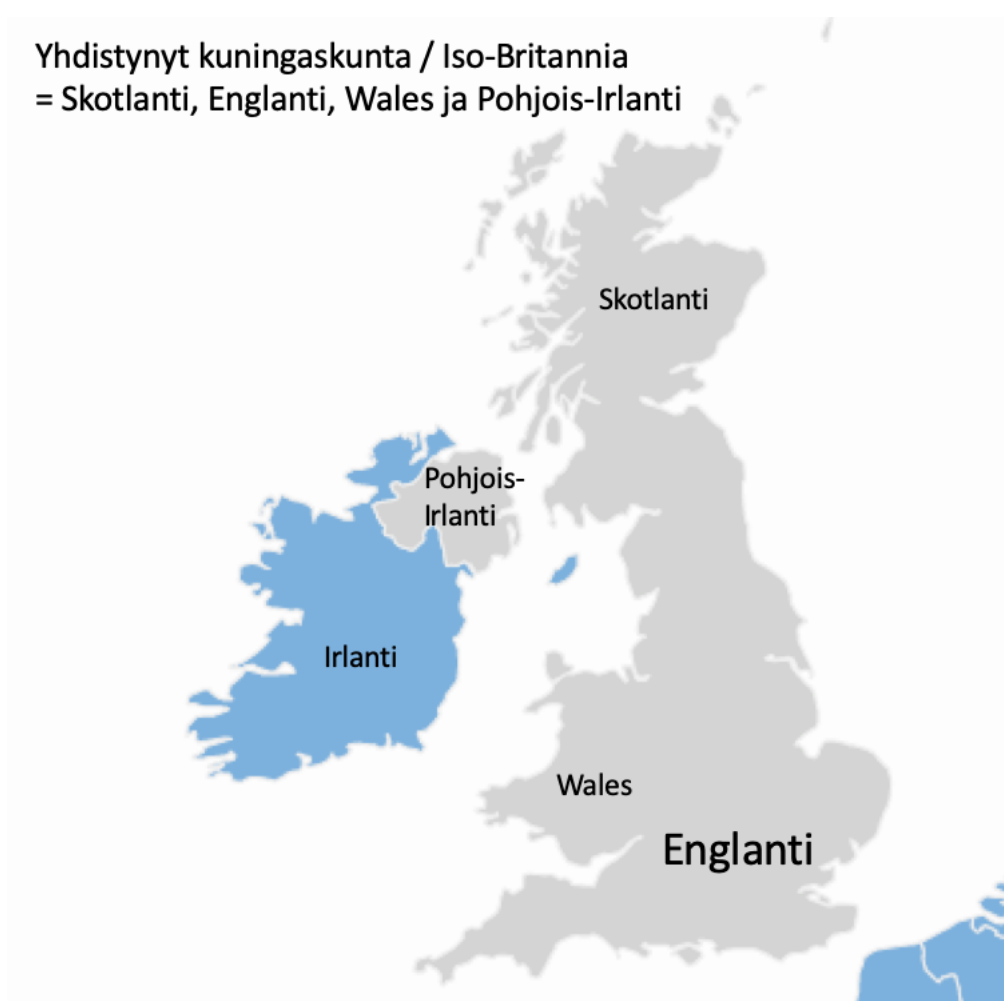 Yhdistynyt kuningaskunta / Iso-Britannia
= Skotlanti, Englanti, Wales ja Pohjois-Irlanti
Skotlanti
Pohjois-
Irlanti
Irlanti
Wales
Englanti